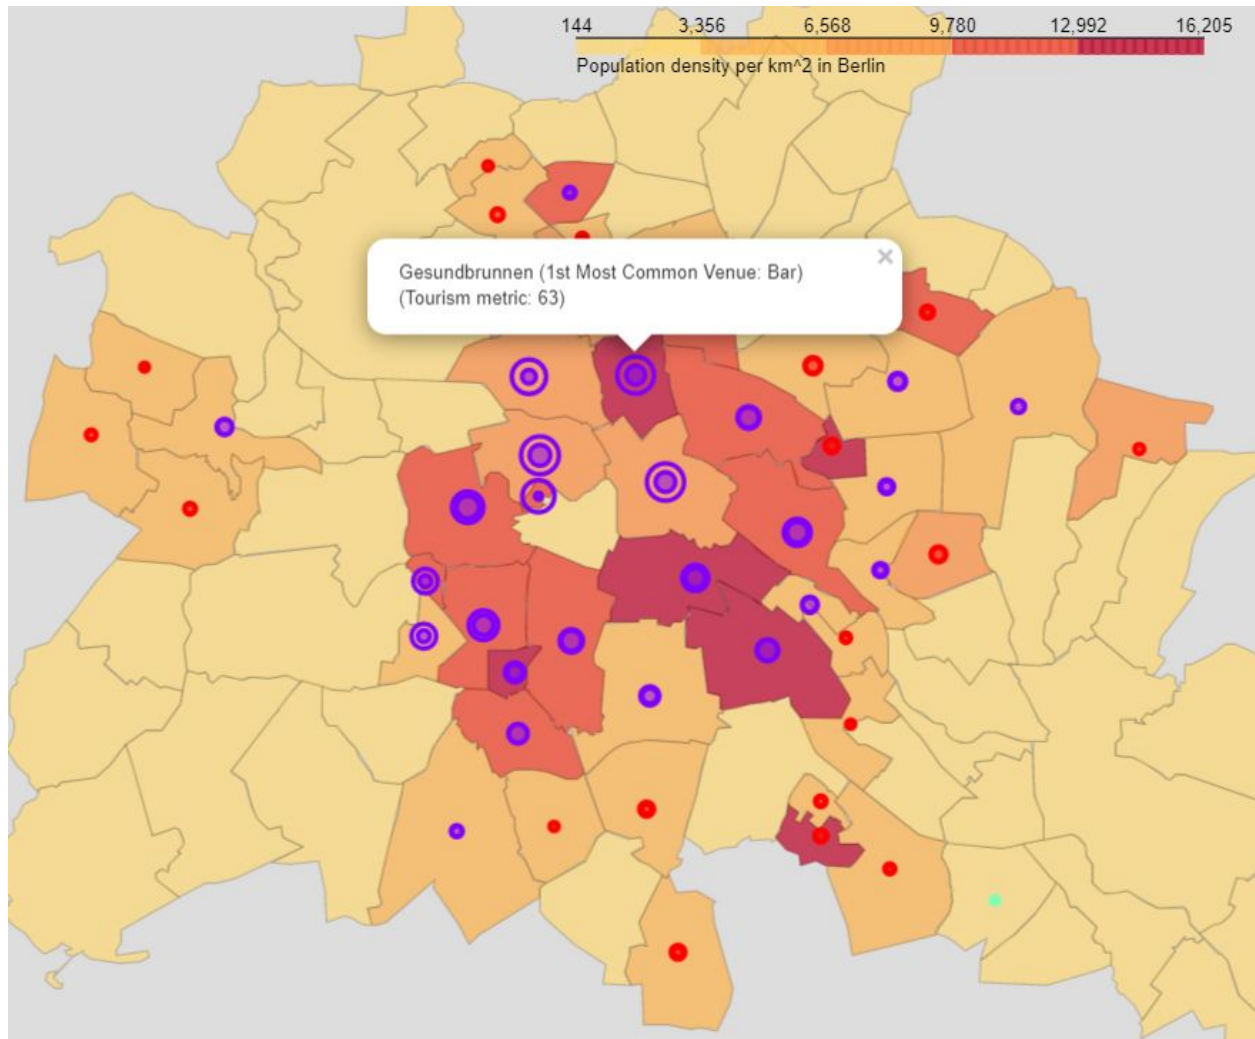 144 3,356 6,568 9,780 12,992 16,205
Population density per km^2 in Berlin
×
Gesundbrunnen (1st Most Common Venue: Bar)
(Tourism metric: 63)